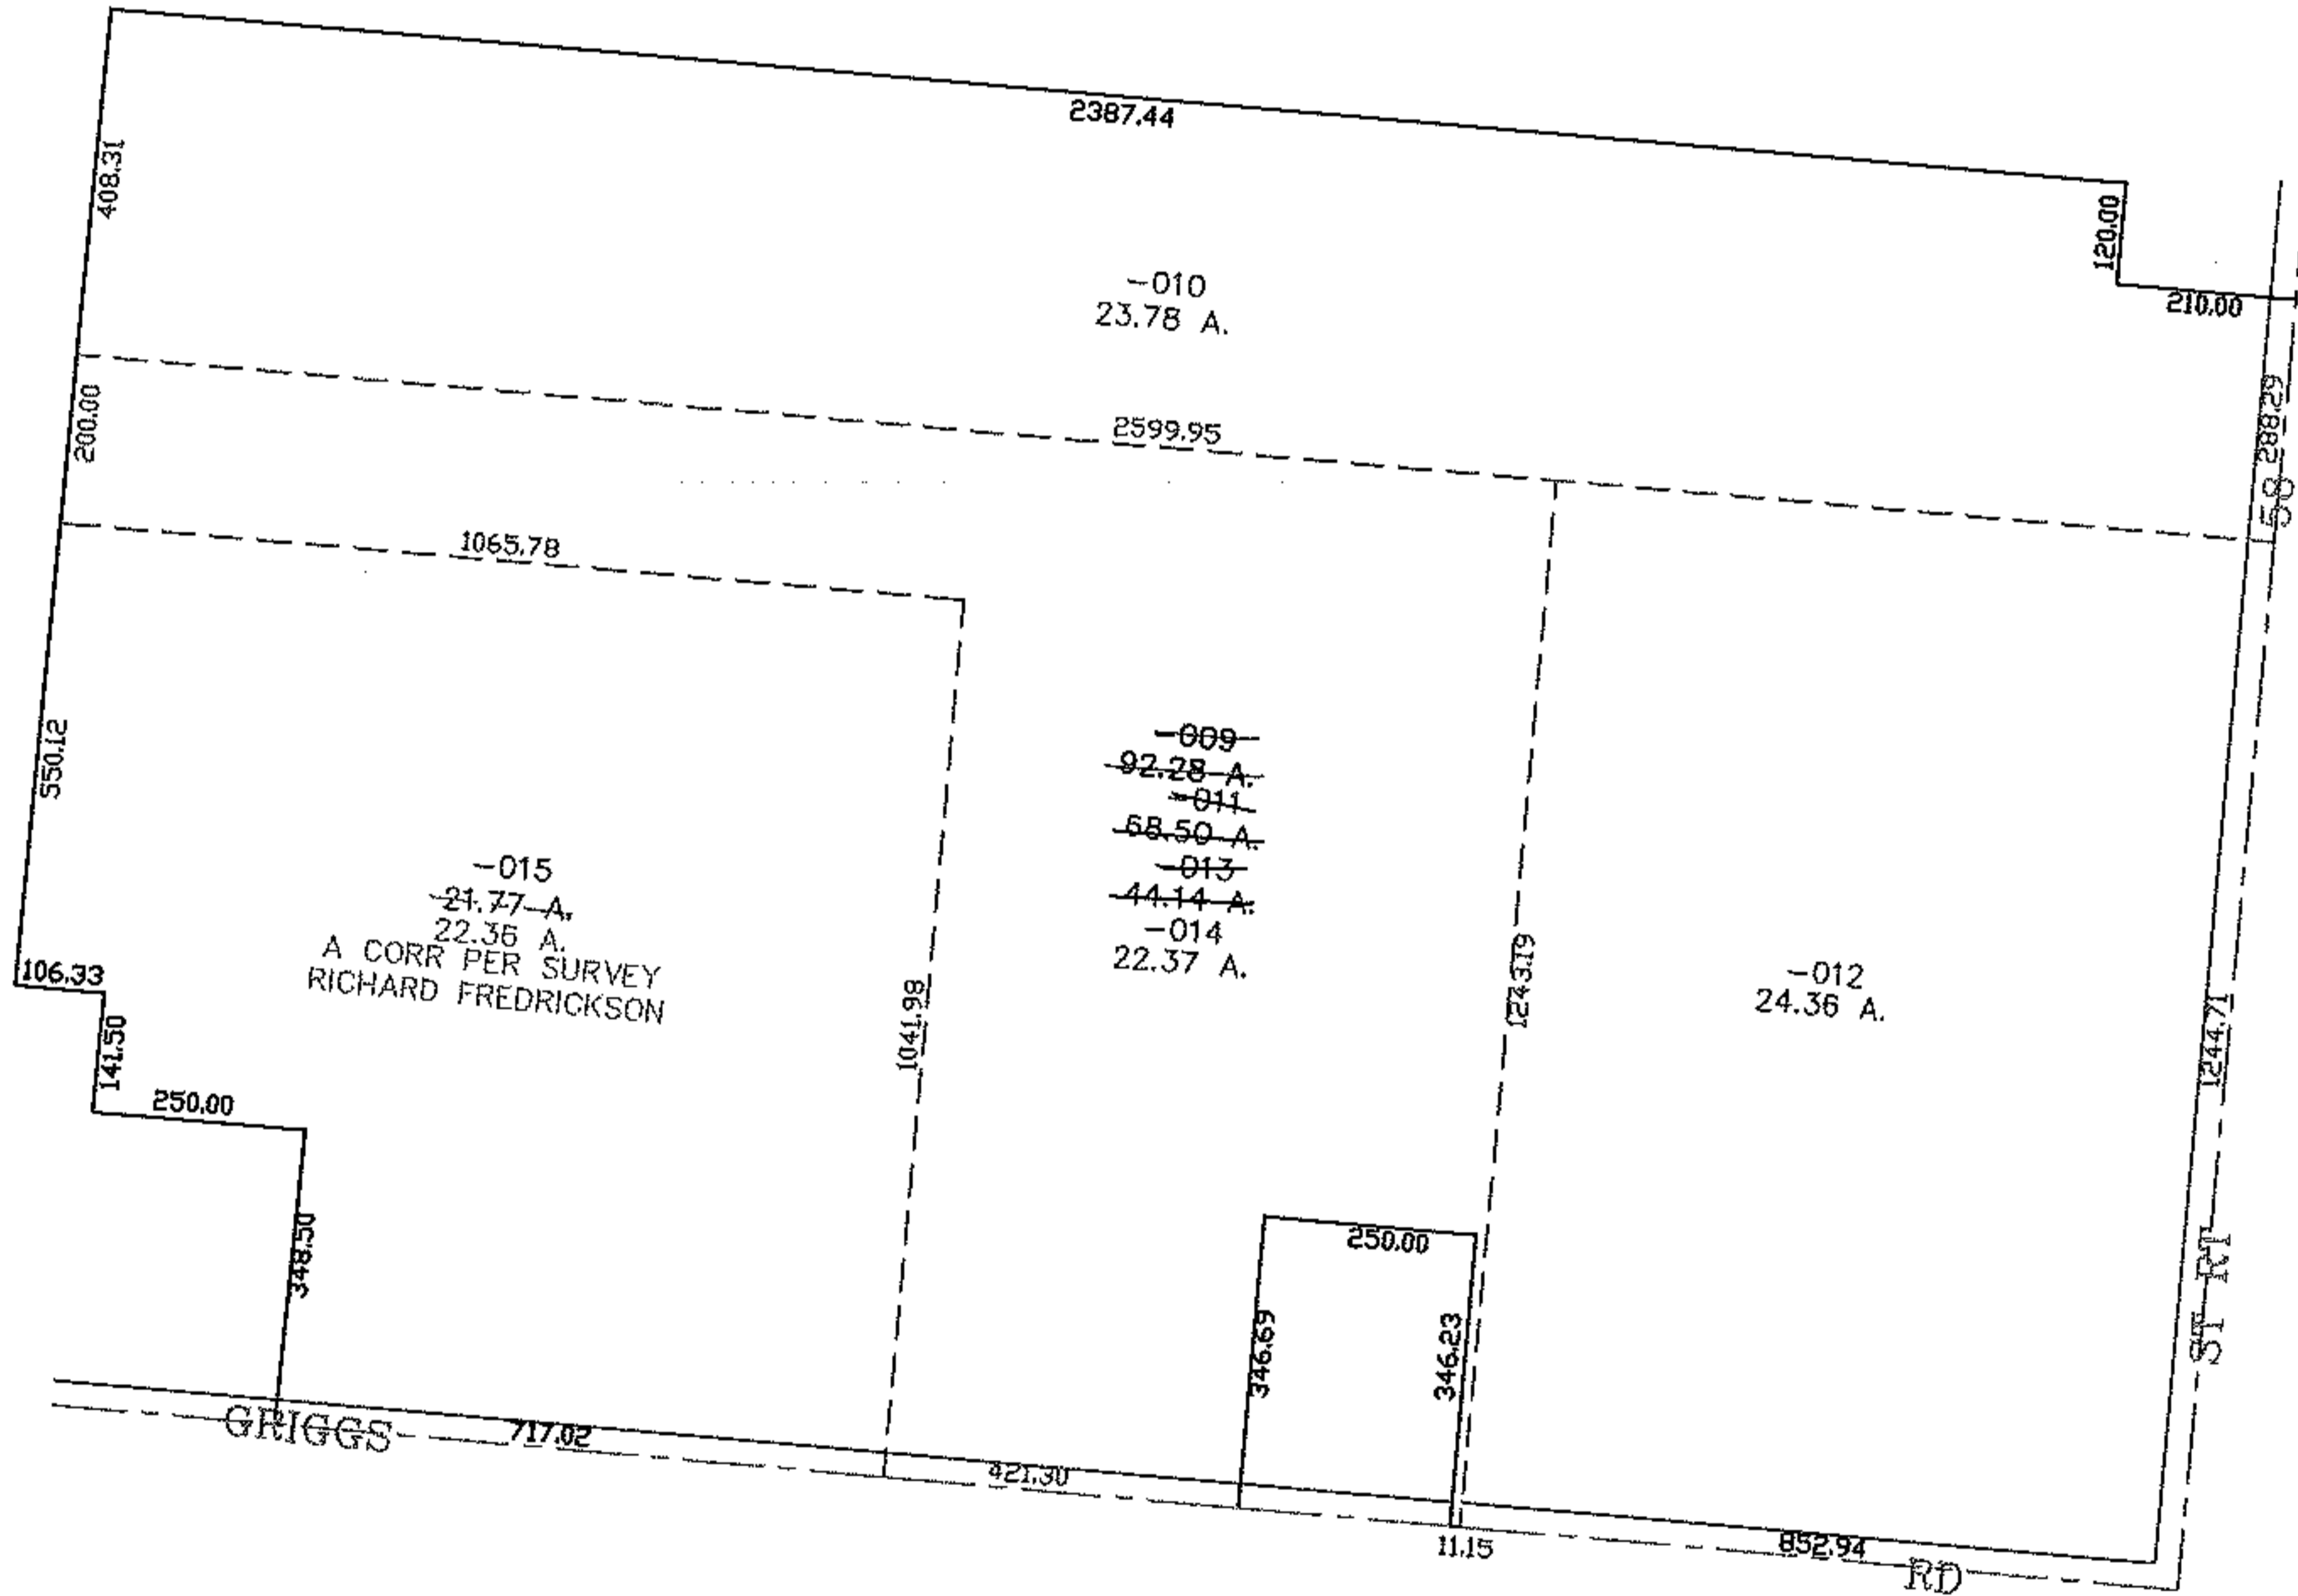 2387.44
408.31
120.00
-010
23.78 A.
210.00
288.29
200.00
2599.95
58
1065.78
550.12
-009
92.28 A.
-011
68.50 A.
-013
44.14 A.
-014
22.37 A.
-015
21.77 A.
22.36 A.
A CORR PER SURVEY
RICHARD FREDRICKSON
106.33
141.50
250.00
348.50
1041.98
1243.19
-012
24.36 A.
1244.71
ST RT
250.00
346.69
346.23
GRIGGS
717.02
421.30
11.15
852.94
RD